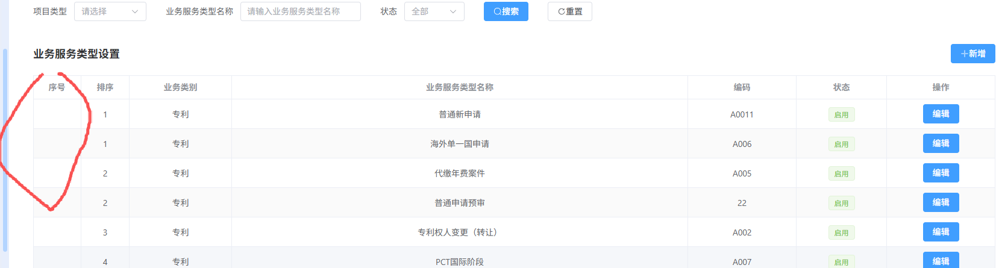 项目类型 请选择 业务服务类型名称 请输入业务服务类型名称 状态 全部 搜索 重置
业务服务类型设置 新增
序号 排序 业务类别 业务服务类型名称 编码 状态 操作
1 专利 普通新申请 A0011 启用 编辑
1 专利 海外单一国申请 A006 启用 编辑
2 专利 代缴年费案件 A005 启用 编辑
2 专利 普通申请预审 22 启用 编辑
3 专利 专利权人变更（转让） A002 启用 编辑
4 专利 PCT国际阶段 A007 启用 编辑